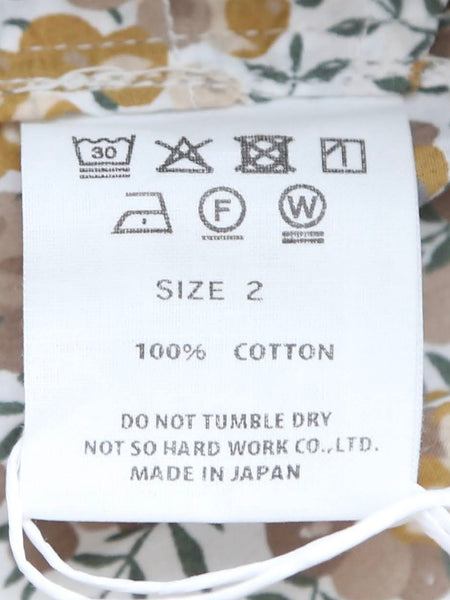 30
F
W
SIZE 2
100% COTTON
DO NOT TUMBLE DRY
NOT SO HARD WORK CO.,LTD.
MADE IN JAPAN